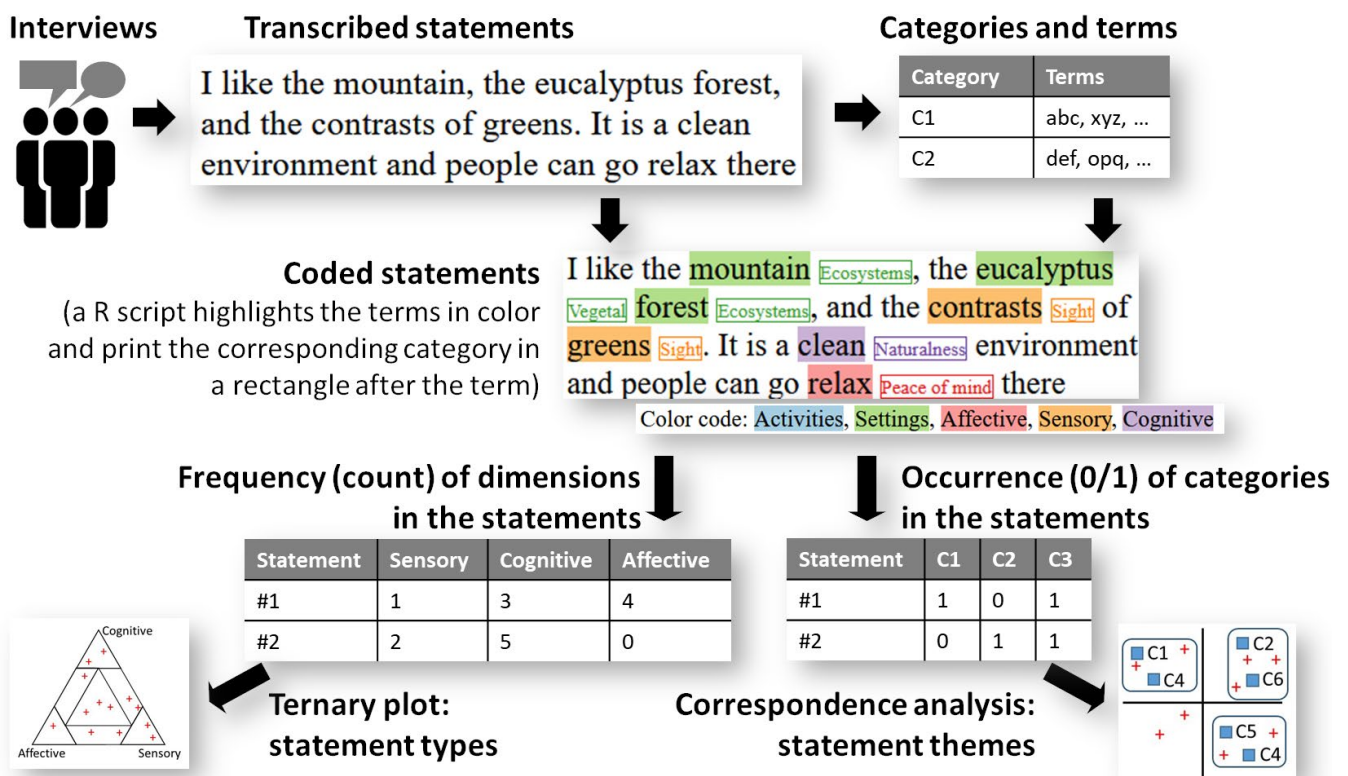 Interviews
Transcribed statements
Categories and terms
I like the mountain, the eucalyptus forest,
and the contrasts of greens. It is a clean
environment and people can go relax there
Category Terms
C1 abc, xyz, ...
C2 def, opq, ...
Coded statements
(a R script highlights the terms in color
and print the corresponding category in
a rectangle after the term)
I like the mountain Ecosystems, the eucalyptus
Vegetal forest Ecosystems, and the contrasts Sight of
greens Sight. It is a clean Naturalness environment
and people can go relax Peace of mind there
Color code: Activities, Settings, Affective, Sensory, Cognitive
Frequency (count) of dimensions
in the statements
Occurrence (0/1) of categories
in the statements
Statement Sensory Cognitive Affective
#1 1 3 4
#2 2 5 0
Statement C1 C2 C3
#1 1 0 1
#2 0 1 1
Cognitive
Affective Sensory
Ternary plot:
statement types
Correspondence analysis:
statement themes
C1
C4
C2
C6
C5
C4